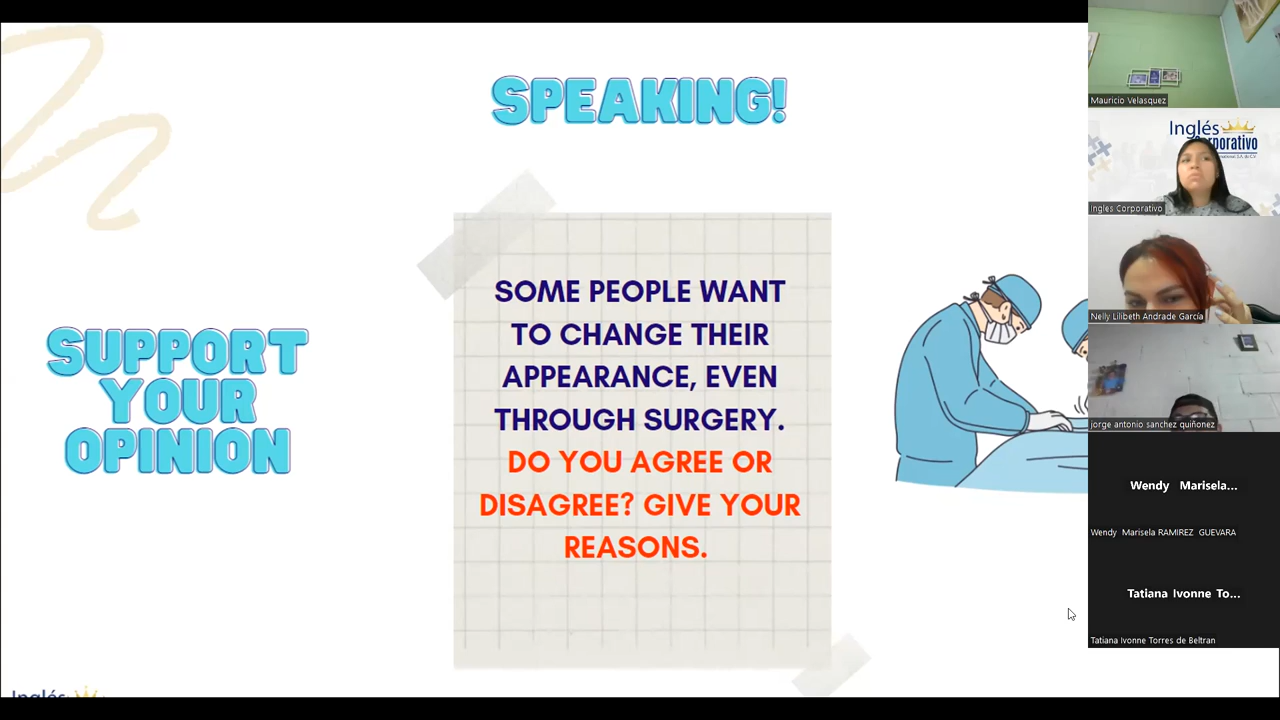 SPEAKING!
SUPPORT
YOUR
OPINION
SOME PEOPLE WANT
TO CHANGE THEIR
APPEARANCE, EVEN
THROUGH SURGERY.
DO YOU AGREE OR
DISAGREE? GIVE YOUR
REASONS.
Inglés
Mauricio Velasquez
Inglés
Corporativo
Ingles Corporativo
Nelly Lilibeth Andrade García
jorge antonio sanchez quiñonez
Wendy Marisela...
Wendy Marisela RAMIREZ GUEVARA
Tatiana Ivonne To...
Tatiana Ivonne Torres de Beltran